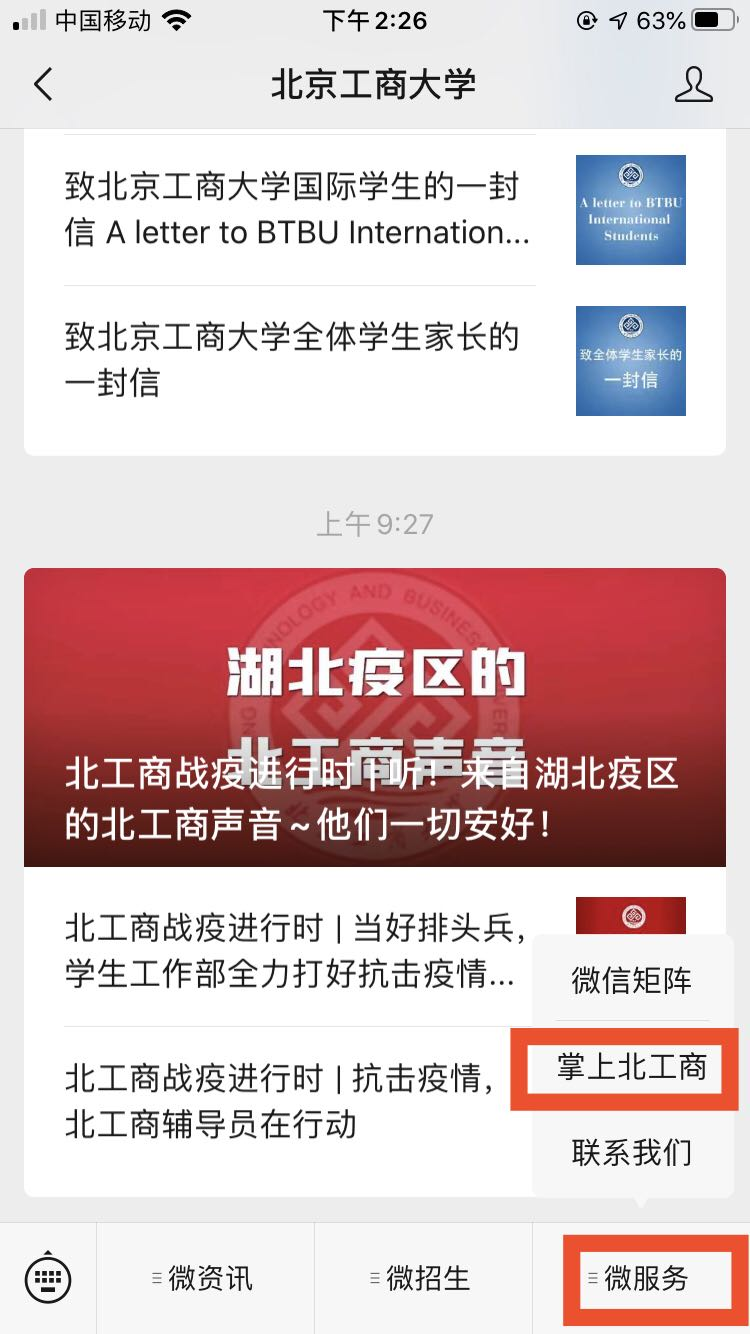 中国移动 下午2:26 63%
北京工商大学
致北京工商大学国际学生的一封
信 A letter to BTBU Internation...
A letter to BTBU
International
Students
致北京工商大学全体学生家长的
一封信
致全体学生家长的
一封信
上午9:27
湖北疫区的
北工商声音
北工商战疫进行时 | 听！来自湖北疫区
的北工商声音~他们一切安好！
北工商战疫进行时 | 当好排头兵，
学生工作部全力打好抗击疫情...
北工商战疫进行时 | 抗击疫情，
北工商辅导员在行动
微信矩阵
掌上北工商
联系我们
微资讯
微招生
微服务